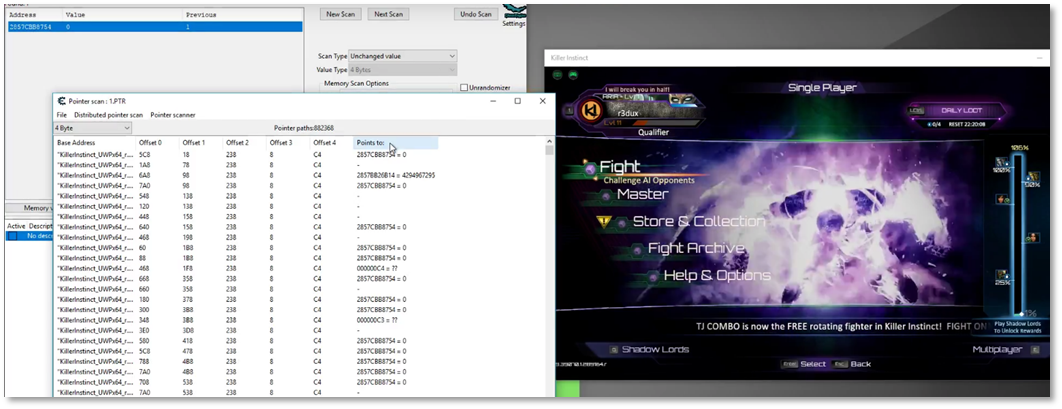 Address Value Previous
2857CBB8754 0 1
New Scan Next Scan Undo Scan
Settings
Scan Type Unchanged value
Value Type 4 Bytes
Memory Scan Options
Unrandomizer
Memory v
Active Descript
No desc
Pointer scan : 1.PTR
File Distributed pointer scan Pointer scanner
4 Byte Pointer paths:882368
Base Address Offset 0 Offset 1 Offset 2 Offset 3 Offset 4 Points to:
"KillerInstinct_UWPx64_r... 5C8 18 238 8 C4 2857CBB8754 = 0
"KillerInstinct_UWPx64_r... 1A8 78 238 8 C4 -
"KillerInstinct_UWPx64_r... 6A8 98 238 8 C4 2857BB26B14 = 4294967295
"KillerInstinct_UWPx64_r... 7A0 98 238 8 C4 2857CBB8754 = 0
"KillerInstinct_UWPx64_r... 548 138 238 8 C4 -
"KillerInstinct_UWPx64_r... 120 138 238 8 C4 -
"KillerInstinct_UWPx64_r... 448 158 238 8 C4 -
"KillerInstinct_UWPx64_r... 640 158 238 8 C4 2857CBB8754 = 0
"KillerInstinct_UWPx64_r... 468 198 238 8 C4 -
"KillerInstinct_UWPx64_r... 60 1B8 238 8 C4 2857CBB8754 = 0
"KillerInstinct_UWPx64_r... 88 1B8 238 8 C4 2857CBB8754 = 0
"KillerInstinct_UWPx64_r... 468 1F8 238 8 C4 000000C4 = ??
"KillerInstinct_UWPx64_r... 668 358 238 8 C4 2857CBB8754 = 0
"KillerInstinct_UWPx64_r... 660 358 238 8 C4 -
"KillerInstinct_UWPx64_r... 180 378 238 8 C4 2857CBB8754 = 0
"KillerInstinct_UWPx64_r... 300 3B8 238 8 C4 2857CBB8754 = 0
"KillerInstinct_UWPx64_r... 348 3B8 238 8 C4 000000C3 = ??
"KillerInstinct_UWPx64_r... 3E0 3D8 238 8 C4 -
"KillerInstinct_UWPx64_r... 580 418 238 8 C4 2857CBB8754 = 0
"KillerInstinct_UWPx64_r... 5C8 478 238 8 C4 2857CBB8754 = 0
"KillerInstinct_UWPx64_r... 788 4B8 238 8 C4 2857CBB8754 = 0
"KillerInstinct_UWPx64_r... 7A0 4B8 238 8 C4 2857CBB8754 = 0
"KillerInstinct_UWPx64_r... 708 538 238 8 C4 2857CBB8754 = 0
"KillerInstinct_UWPx64_r... 7A0 538 238 8 C4 2857CBB8754 = 0
Killer Instinct
I will break you in half!
r3dux
Qualifier
Single Player
DAILY LOOT
0/4 RESET 22:20:08
Fight
Challenge AI Opponents
Master
Store & Collection
Fight Archive
Help & Options
100%
25%
Play Shadow Lords
To Unlock Rewards
TJ COMBO is now the FREE rotating fighter in Killer Instinct! FIGHT ON
Shadow Lords Multiplayer
Select Back